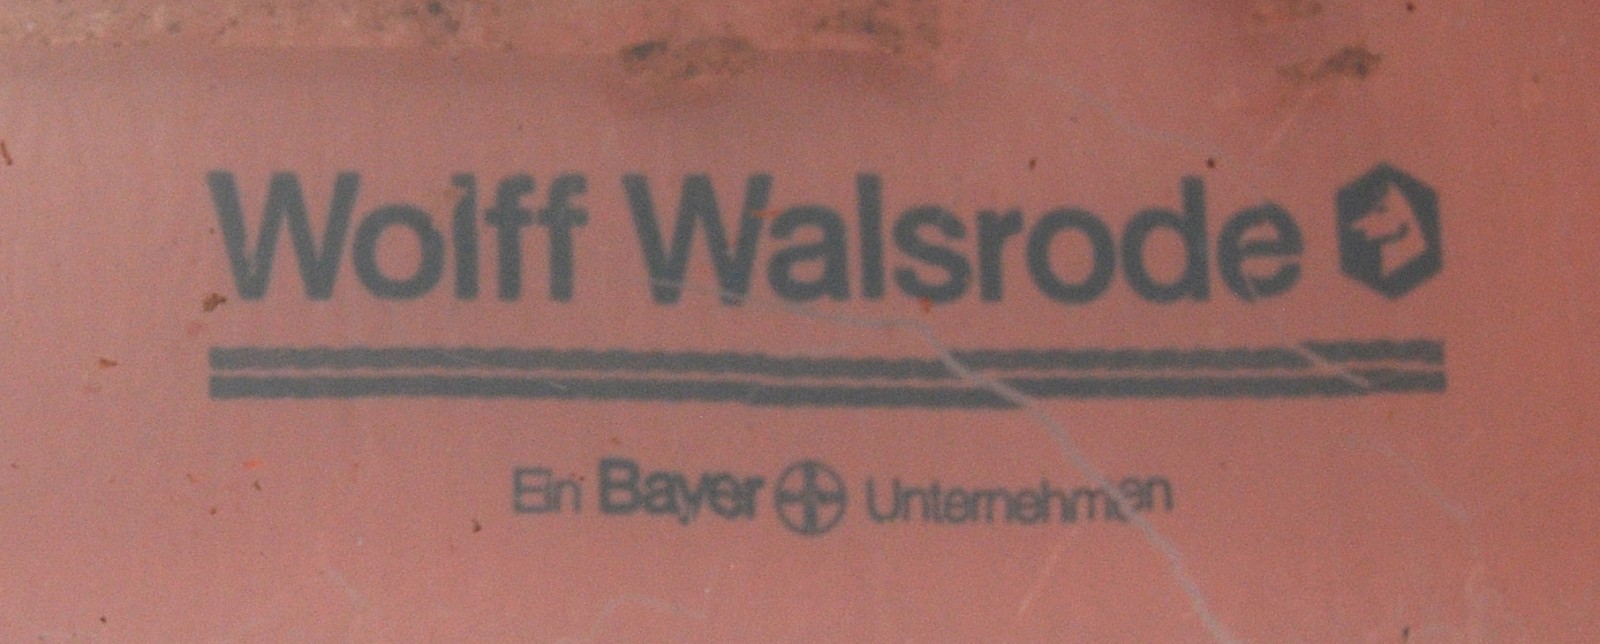 Wolff Walsrode
Ein Bayer Unternehmen